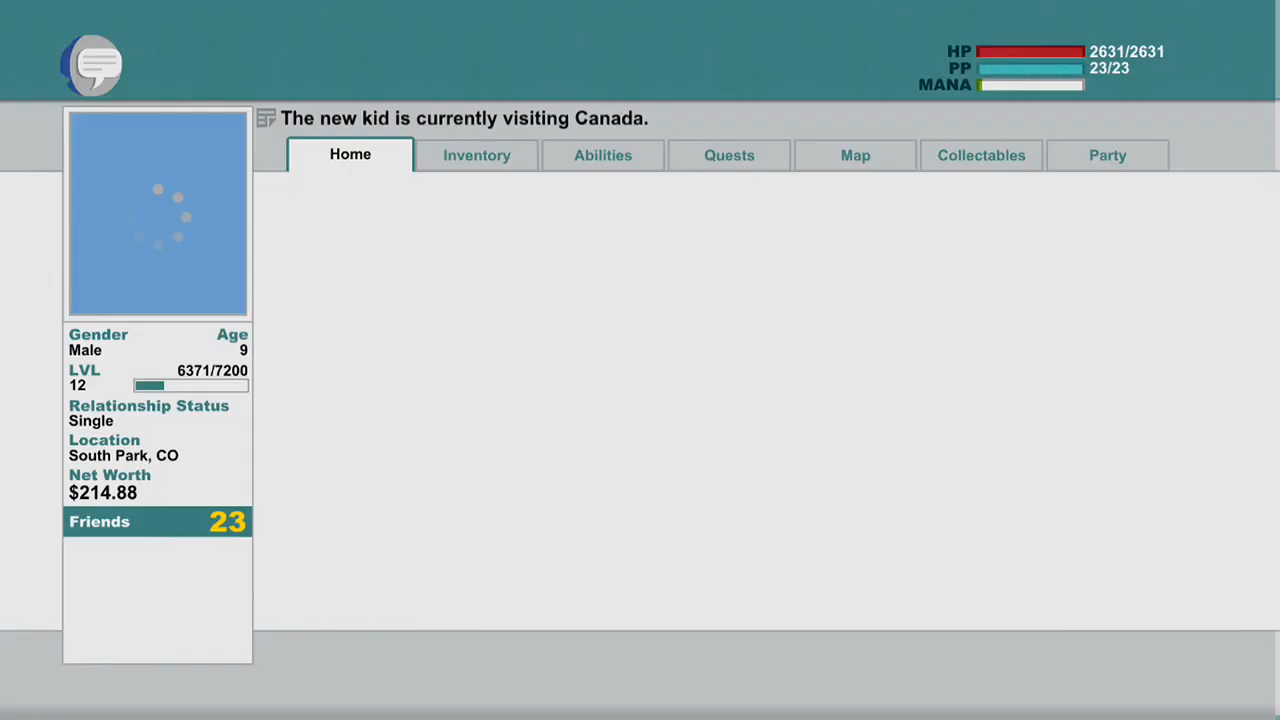 HP 2631/2631
PP 23/23
MANA
The new kid is currently visiting Canada.
Home Inventory Abilities Quests Map Collectables Party
Gender Age
Male 9
LVL 6371/7200
12
Relationship Status
Single
Location
South Park, CO
Net Worth
$214.88
Friends 23